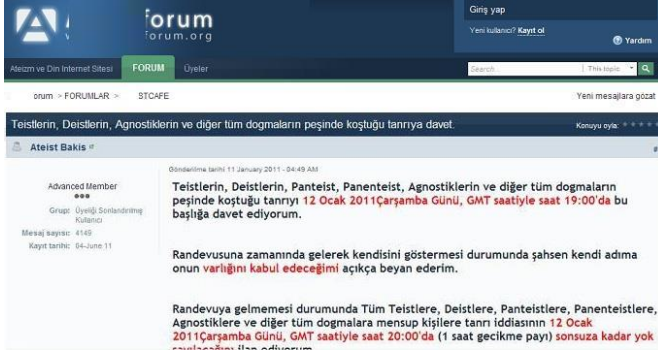 forum
forum.org
Giriş yap
Yeni kullanıcı? Kayıt ol
Yardım
Ateizm ve Din Internet Sitesi FORUM Üyeler
Search... This topic
orum > FORUMLAR > STCAFE
Yeni mesajlara gözat
Teistlerin, Deistlerin, Agnostiklerin ve diğer tüm dogmaların peşinde koştuğu tanrıya davet.
Konuyu oyla:
Ateist Bakis
Gönderilme tarihi 11 January 2011 - 04:49 AM
Advanced Member
Grup: Üyeliği Sonlandırılmış Kullanıcı
Mesaj sayısı: 4149
Kayıt tarihi: 04-June 11
Teistlerin, Deistlerin, Panteist, Panenteist, Agnostiklerin ve diğer tüm dogmaların
peşinde koştuğu tanrıyı 12 Ocak 2011Çarşamba Günü, GMT saatiyle saat 19:00'da bu
başlığa davet ediyorum.
Randevusuna zamanında gelerek kendisini göstermesi durumunda şahsen kendi adıma
onun varlığını kabul edeceğimi açıkça beyan ederim.
Randevuya gelmemesi durumunda Tüm Teistlere, Deistlere, Panteistlere, Panenteistlere,
Agnostiklere ve diğer tüm dogmalara mensup kişilere tanrı iddiasının 12 Ocak
2011Çarşamba Günü, GMT saatiyle saat 20:00'da (1 saat gecikme payı) sonsuza kadar yok
sayılacağını ilan ediyorum.